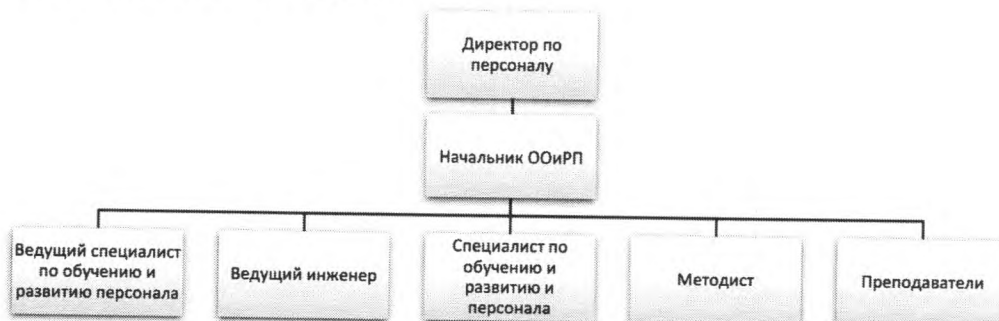 Директор по
персоналу
Начальник ООиРП
Ведущий специалист
по обучению и
развитию персонала
Ведущий инженер
Специалист по
обучению и
развитию и
персонала
Методист
Преподаватели